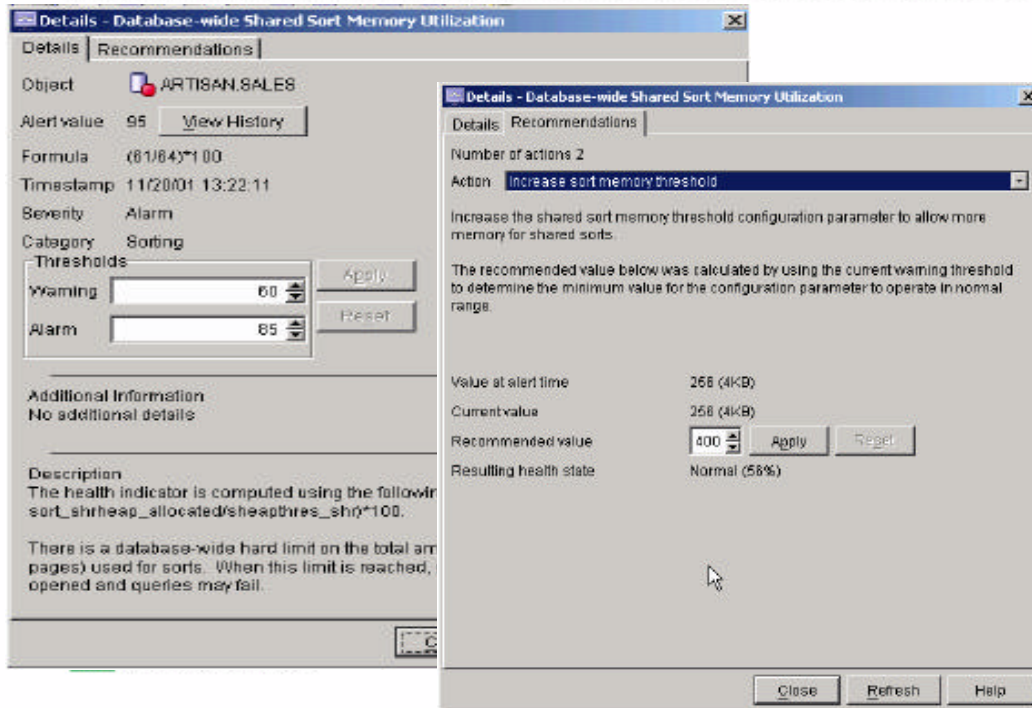 Details - Database-wide Shared Sort Memory Utilization
Details
Recommendations
Object
ARTISAN.SALES
Alert value 95 View History
Formula (61/64)*100
Timestamp 11/20/01 13:22:11
Severity Alarm
Category Sorting
Thresholds
Warning 60
Apply
Alarm 85
Reset
Additional Information
No additional details
Description
The health indicator is computed using the
sort_shrheap_allocated/sheapthres_shr)*100.
There is a database-wide hard limit on the total
pages) used for sorts. When this limit is reached,
opened and queries may fail.
Details - Database-wide Shared Sort Memory Utilization
Details
Recommendations
Number of actions 2
Action Increase sort memory threshold
Increase the shared sort memory threshold configuration parameter to allow more
memory for shared sorts.
The recommended value below was calculated by using the current warning threshold
to determine the minimum value for the configuration parameter to operate in normal
range.
Value at alert time 256 (4KB)
Current value 256 (4KB)
Recommended value 400 Apply Reset
Resulting health state Normal (56%)
Close Refresh Help